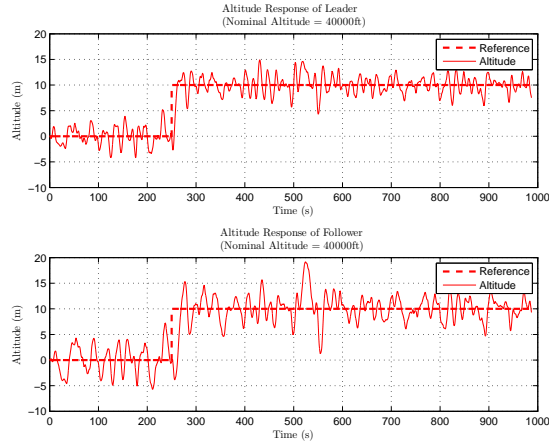 Altitude Response of Leader
(Nominal Altitude = 40000ft)
20
15
10
5
0
-5
-10
Altitude (m)
Reference
Altitude
0 100 200 300 400 500 600 700 800 900 1000
Time (s)
Altitude Response of Follower
(Nominal Altitude = 40000ft)
20
15
10
5
0
-5
-10
Altitude (m)
Reference
Altitude
0 100 200 300 400 500 600 700 800 900 1000
Time (s)